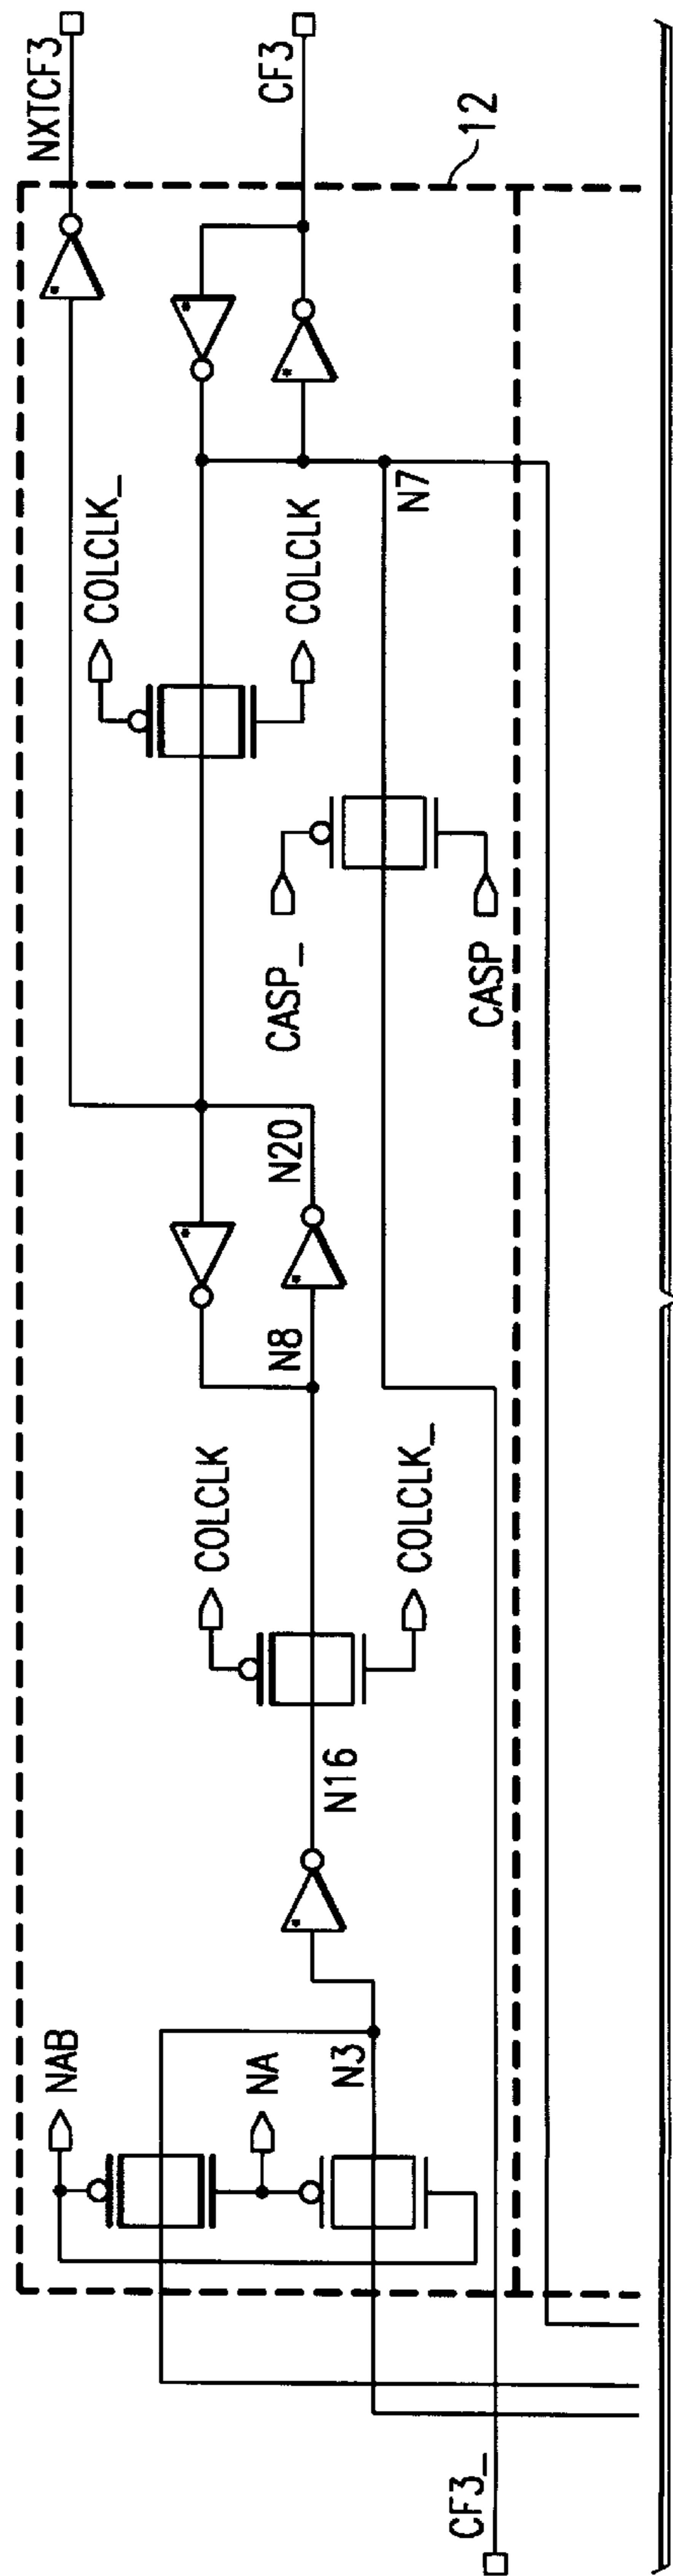 NXTCF3
CF3
12
COLCLK_
COLCLK
N7
CASP_
CASP
N20
N8
COLCLK
COLCLK_
N16
NAB
NA
N3
CF3_